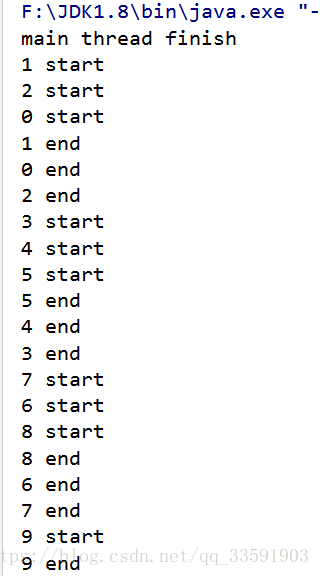 F:\JDK1.8\bin\java.exe "-
main thread finish
1 start
2 start
0 start
1 end
0 end
2 end
3 start
4 start
5 start
5 end
4 end
3 end
7 start
6 start
8 start
8 end
6 end
7 end
9 start
ttps://blog.csdn.net/qq_33591903
9 end